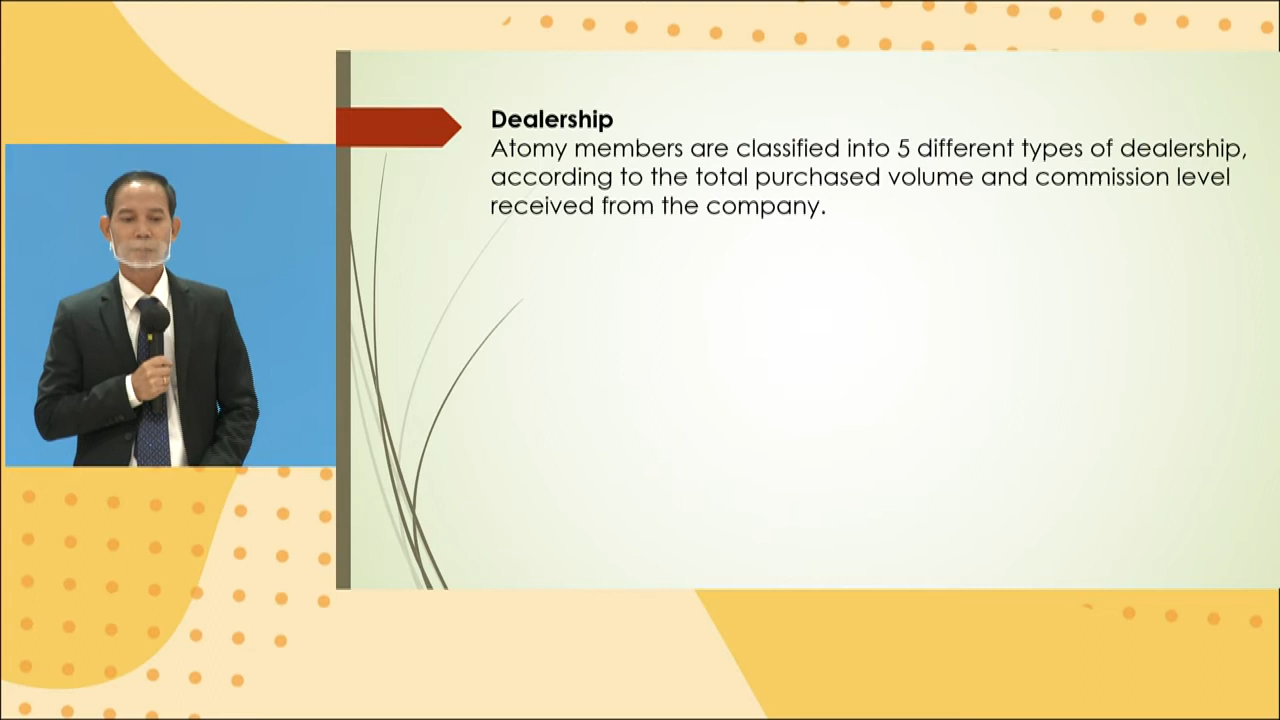 Dealership
Atomy members are classified into 5 different types of dealership,
according to the total purchased volume and commission level
received from the company.